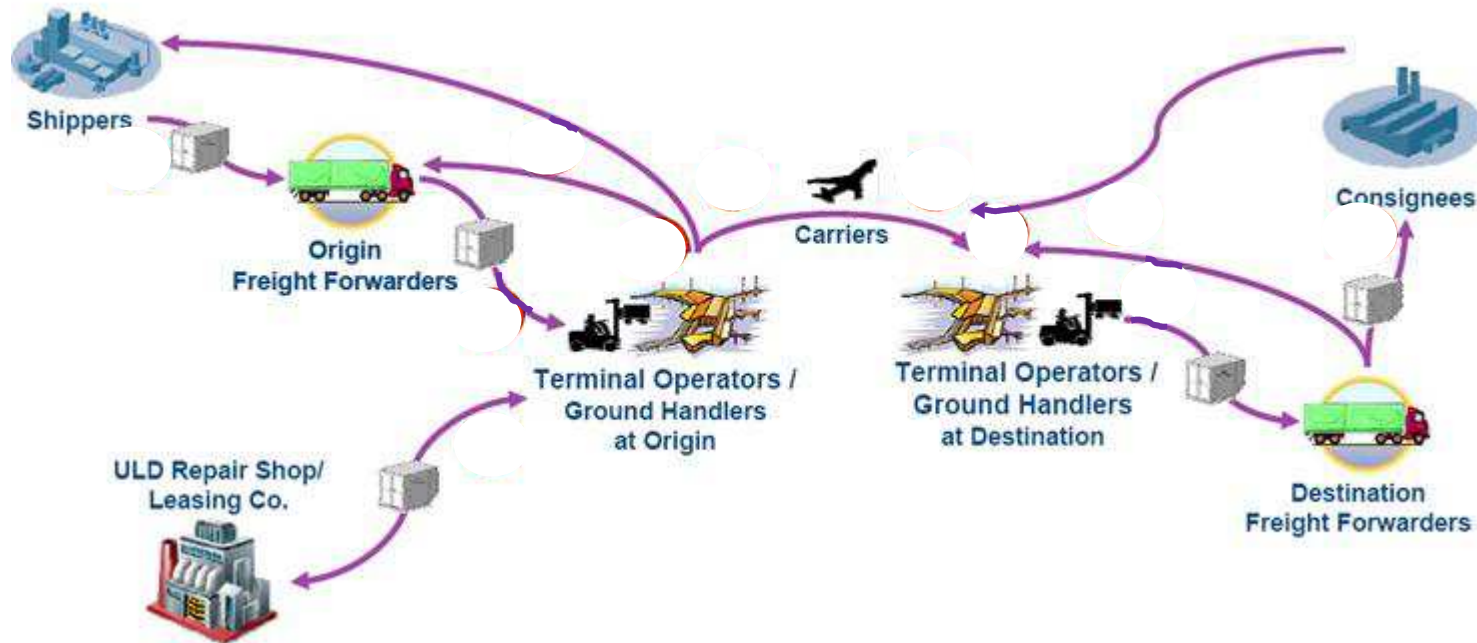 Shippers
Origin
Freight Forwarders
Carriers
Consignees
Terminal Operators /
Ground Handlers
at Origin
Terminal Operators /
Ground Handlers
at Destination
ULD Repair Shop/
Leasing Co.
Destination
Freight Forwarders